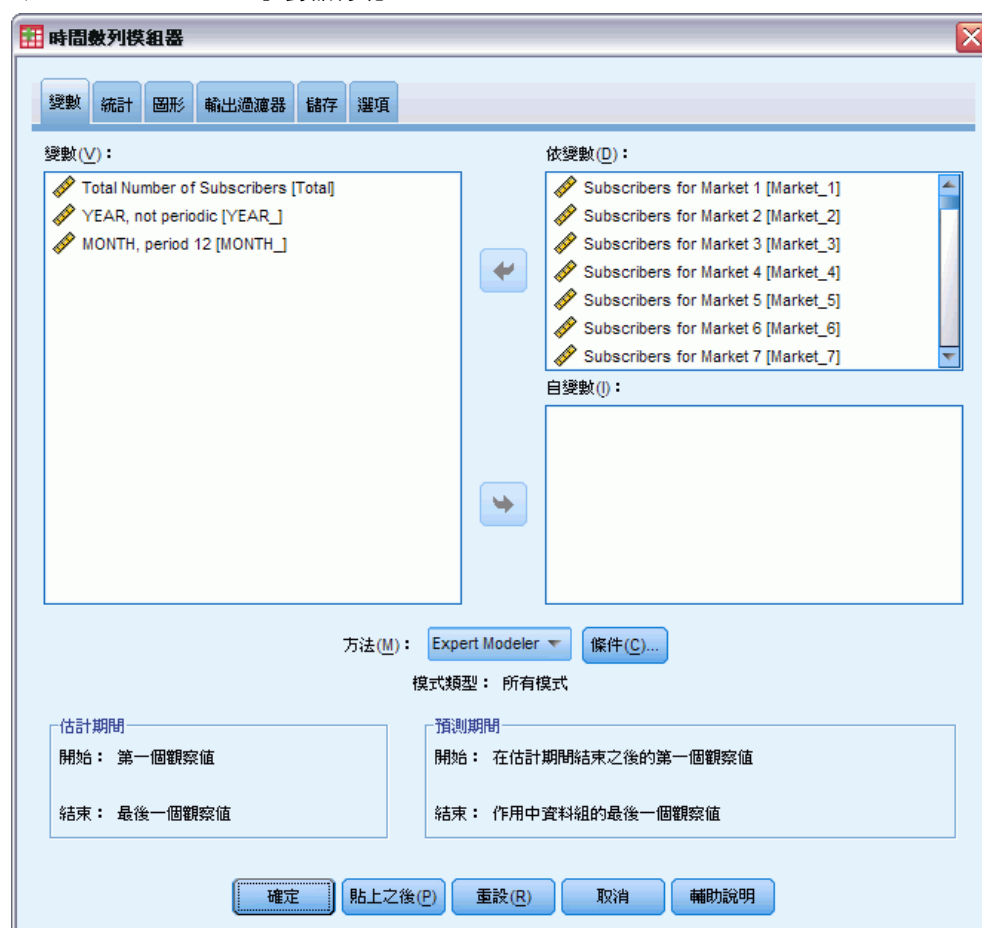 時間數列模組器
變數 統計 圖形 輸出過濾器 儲存 選項
變數(V)：
Total Number of Subscribers [Total]
YEAR, not periodic [YEAR_]
MONTH, period 12 [MONTH_]
依變數(D)：
Subscribers for Market 1 [Market_1]
Subscribers for Market 2 [Market_2]
Subscribers for Market 3 [Market_3]
Subscribers for Market 4 [Market_4]
Subscribers for Market 5 [Market_5]
Subscribers for Market 6 [Market_6]
Subscribers for Market 7 [Market_7]
自變數(I)：
方法(M)： Expert Modeler 條件(C)...
模式類型： 所有模式
估計期間
開始： 第一個觀察值
結束： 最後一個觀察值
預測期間
開始： 在估計期間結束之後的第一個觀察值
結束： 作用中資料組的最後一個觀察值
確定 貼上之後(P) 重設(R) 取消 輔助說明